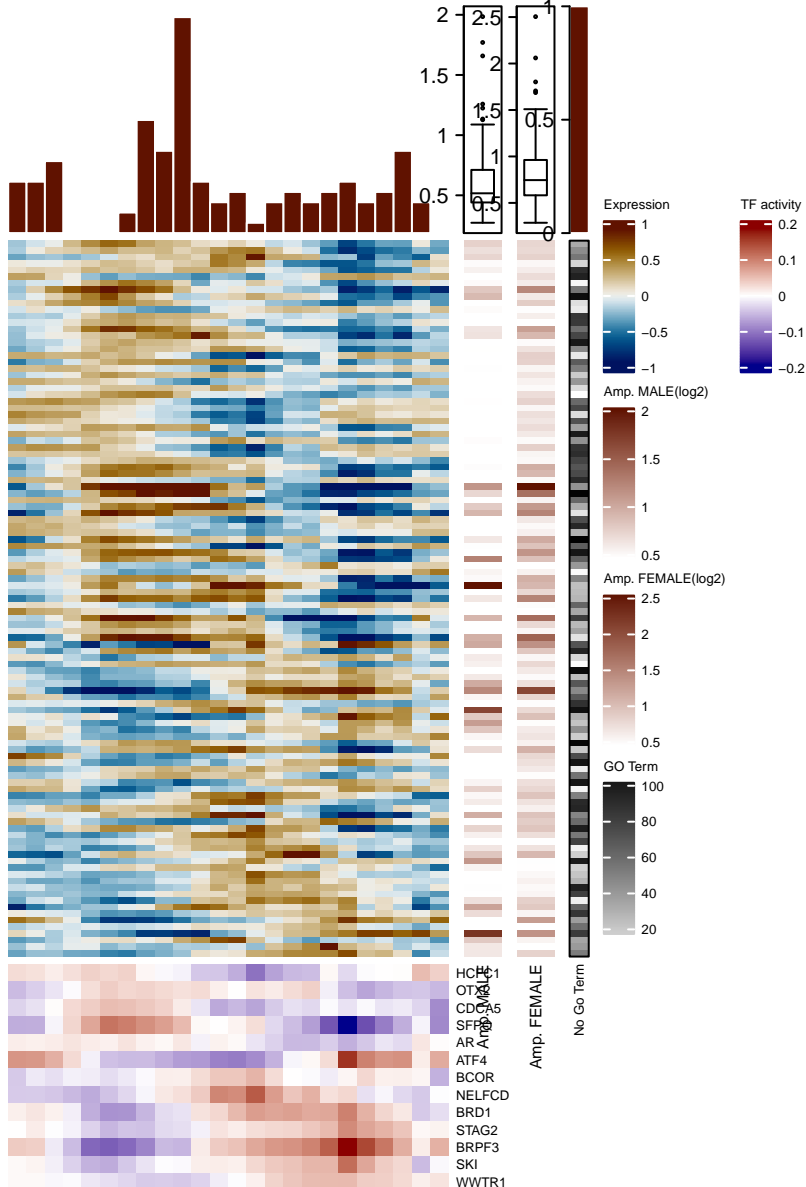 2
1.5
1
0.5
2.5
2
1.5
1
0.5
1
0.5
0
Expression
1
0.5
0
−0.5
−1
TF activity
0.2
0.1
0
−0.1
−0.2
Amp. MALE(log2)
2
1.5
1
0.5
Amp. FEMALE(log2)
2.5
2
1.5
1
0.5
GO Term
100
80
60
40
20
HCFC1
CDCA5
SFPQ
AR
ATF4
BCOR
NELFCD
BRD1
STAG2
BRPF3
SKI
WWTR1
Amp. MALE
Amp. FEMALE
No Go Term